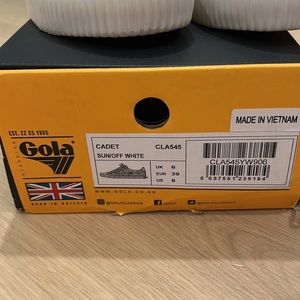 EST. 22 05 1905
Gola
MADE IN VIETNAM
CADET CLA545
SUN/OFF WHITE
UK 6
EUR 39
US 8
CLA545YW906
5 057561 239184
WWW.GOLA.CO.UK